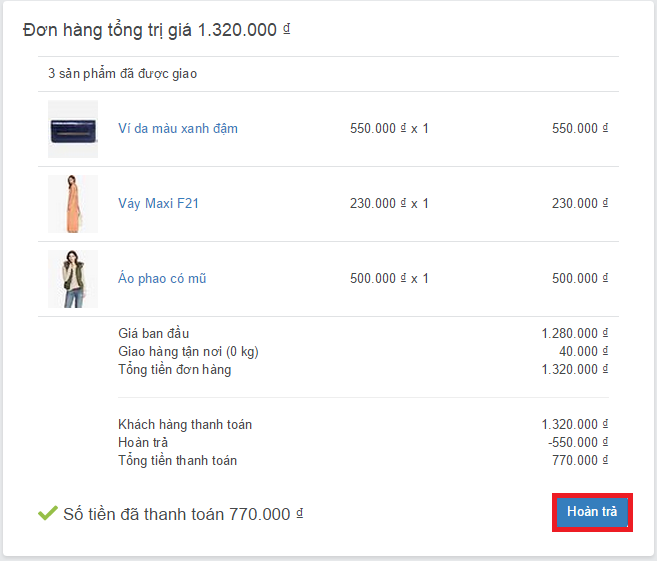 Đơn hàng tổng trị giá 1.320.000 ₫
3 sản phẩm đã được giao
Ví da màu xanh đậm 550.000 ₫ x 1 550.000 ₫
Váy Maxi F21 230.000 ₫ x 1 230.000 ₫
Áo phao có mũ 500.000 ₫ x 1 500.000 ₫
Giá ban đầu 1.280.000 ₫
Giao hàng tận nơi (0 kg) 40.000 ₫
Tổng tiền đơn hàng 1.320.000 ₫
Khách hàng thanh toán 1.320.000 ₫
Hoàn trả -550.000 ₫
Tổng tiền thanh toán 770.000 ₫
Số tiền đã thanh toán 770.000 ₫ Hoàn trả